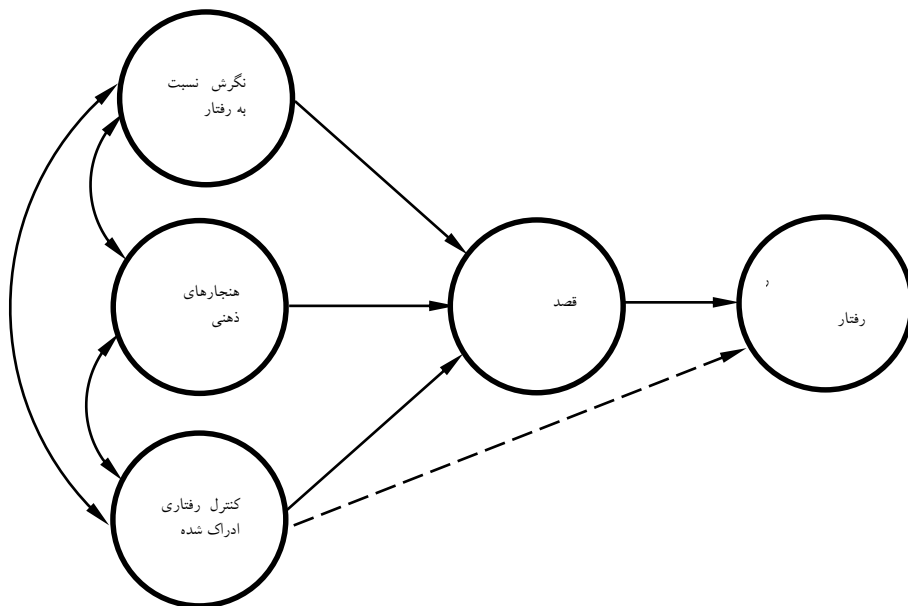 نگرش نسبت
به رفتار
هنجارهای
ذهنی
قصد
ر
رفتار
کنترل رفتاری
ادراک شده